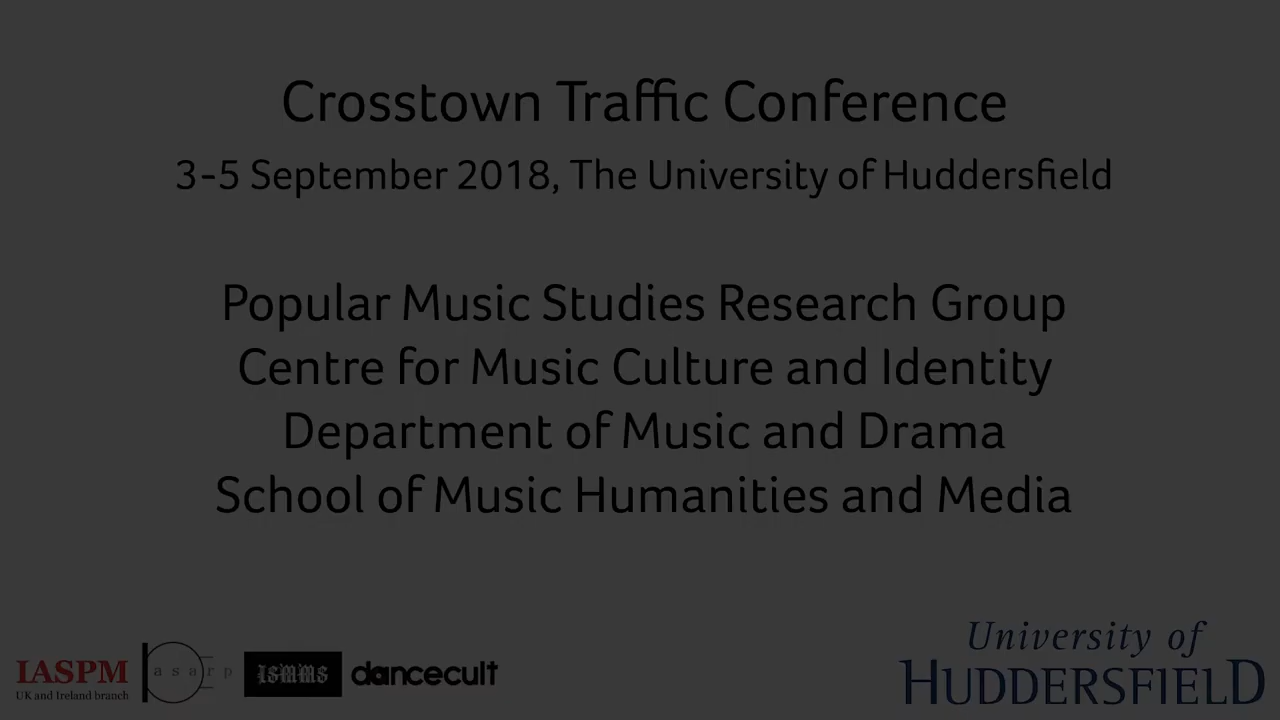 Crosstown Traffic Conference
3-5 September 2018, The University of Huddersfield
Popular Music Studies Research Group
Centre for Music Culture and Identity
Department of Music and Drama
School of Music Humanities and Media
IASPM
UK and Ireland branch
asarp
ISMMS
dancecult
University of
HUDDERSFIELD